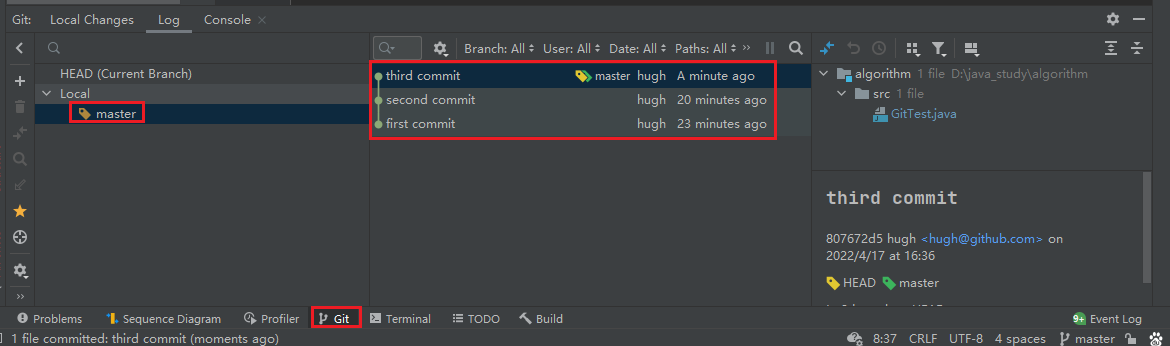 Git: Local Changes Log Console
Branch: All User: All Date: All Paths: All
HEAD (Current Branch)
Local
master
third commit master hugh A minute ago
second commit hugh 20 minutes ago
first commit hugh 23 minutes ago
algorithm 1 file D:\java_study\algorithm
src 1 file
GitTest.java
third commit
807672d5 hugh <hugh@github.com> on
2022/4/17 at 16:36
HEAD master
Problems Sequence Diagram Profiler Git Terminal TODO Build 9+ Event Log
1 file committed: third commit (moments ago) 8:37 CRLF UTF-8 4 spaces master